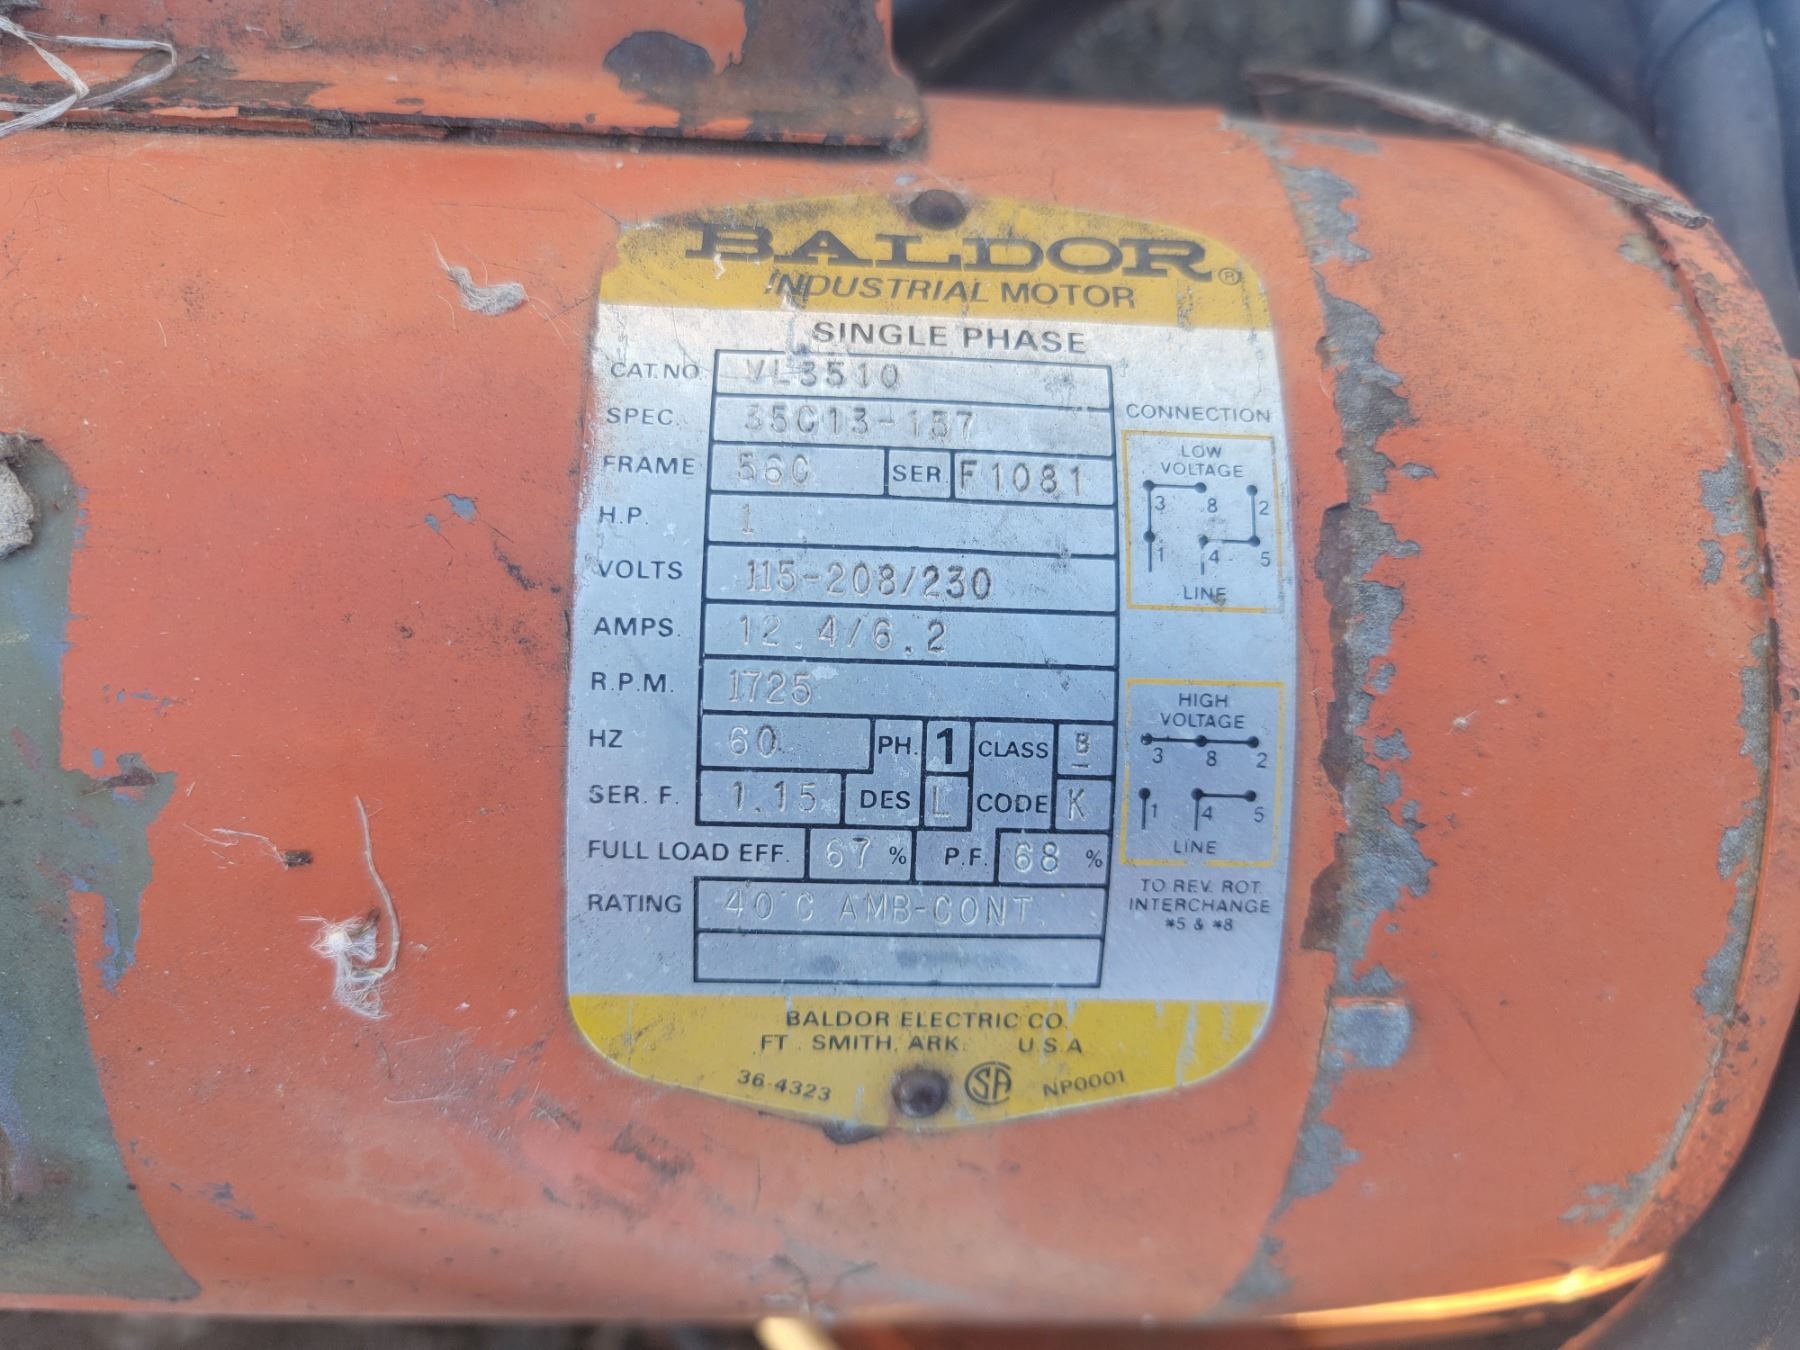 BALDOR®
INDUSTRIAL MOTOR
SINGLE PHASE
CAT. NO VL3510
SPEC. 35C13-157
FRAME 56C SER. F1081
H.P. 1
VOLTS 115-208/230
AMPS. 12.4/6.2
R.P.M. 1725
HZ 60 PH. 1 CLASS B
SER. F. 1.15 DES L CODE K
FULL LOAD EFF. 67 % P.F. 68 %
RATING 40°C AMB-CONT
CONNECTION
LOW
VOLTAGE
3 8 2
1 4 5
LINE
HIGH
VOLTAGE
3 8 2
1 4 5
LINE
TO REV. ROT.
INTERCHANGE
*5 & *8
BALDOR ELECTRIC CO.
FT. SMITH, ARK. U S A
36-4323 SA NP0001